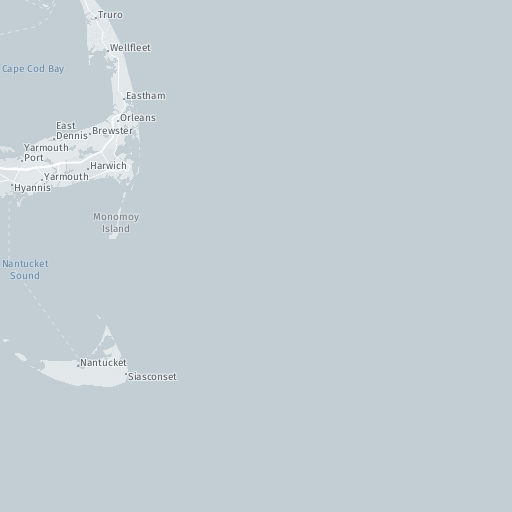 Truro
Wellfleet
Cape Cod Bay
Eastham
Orleans
East
Dennis
Brewster
Yarmouth
Port
Harwich
Yarmouth
Hyannis
Monomoy
Island
Nantucket
Sound
Nantucket
Siasconset